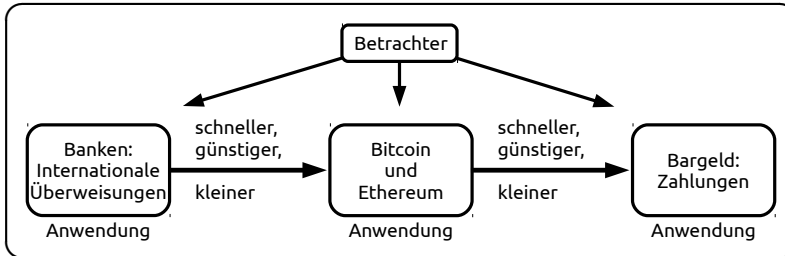 Betrachter
schneller,
günstiger,
kleiner
schneller,
günstiger,
kleiner
Banken:
Internationale
Überweisungen
Bitcoin
und
Ethereum
Bargeld:
Zahlungen
Anwendung
Anwendung
Anwendung